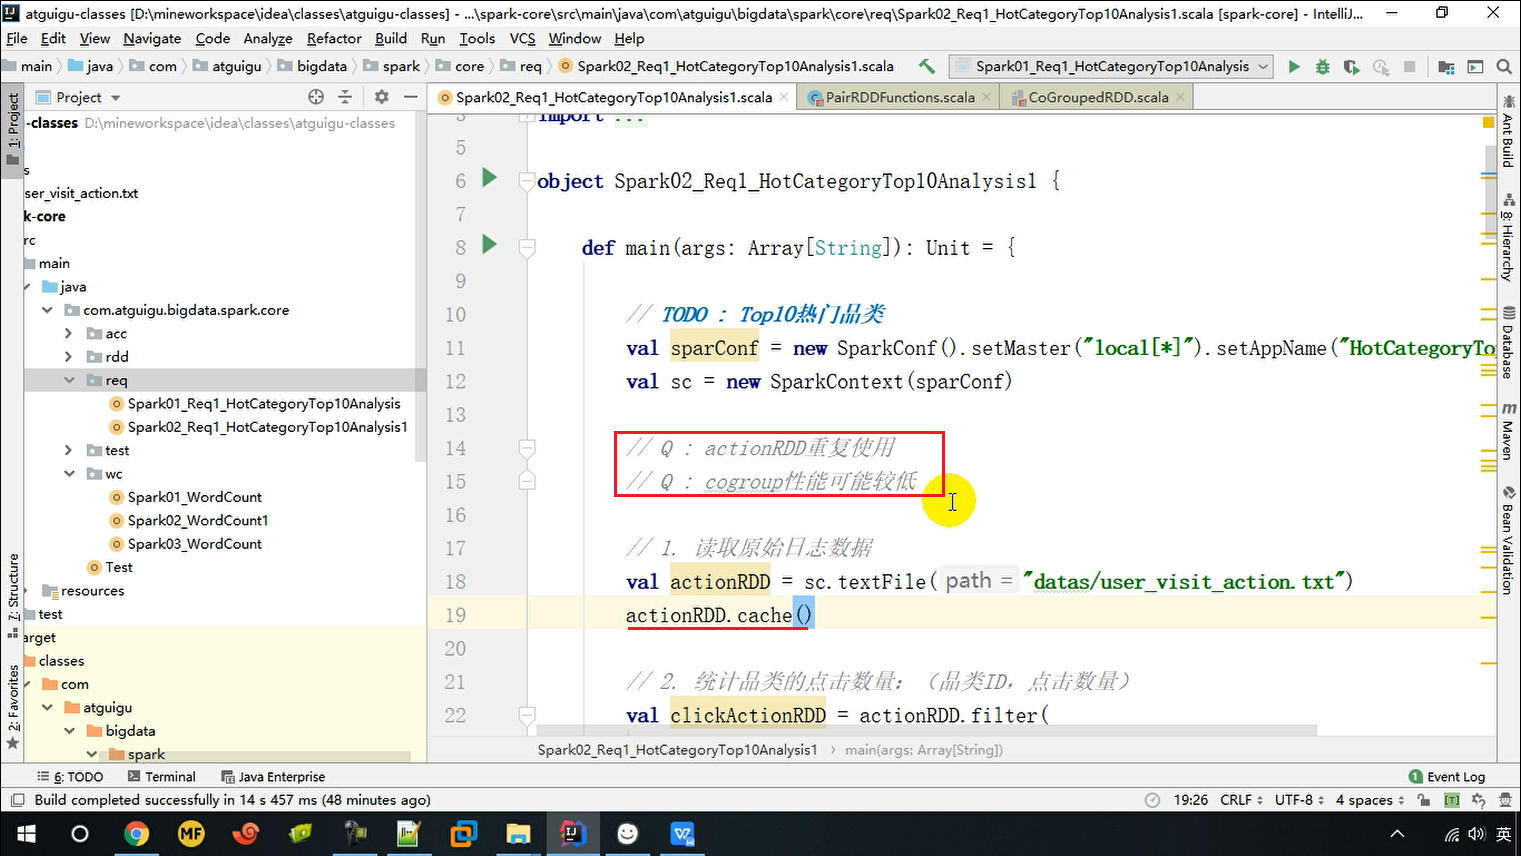 atguigu-classes [D:\mineworkspace\idea\classes\atguigu-classes] - ...\spark-core\src\main\java\com\atguigu\bigdata\spark\core\req\Spark02_Req1_HotCategoryTop10Analysis1.scala [spark-core] - IntelliJ...
File Edit View Navigate Code Analyze Refactor Build Run Tools VCS Window Help
main java com atguigu bigdata spark core req Spark02_Req1_HotCategoryTop10Analysis1.scala Spark01_Req1_HotCategoryTop10Analysis
Project
Spark02_Req1_HotCategoryTop10Analysis1.scala PairRDDFunctions.scala CoGroupedRDD.scala
-classes D:\mineworkspace\idea\classes\atguigu-classes
s
ser_visit_action.txt
k-core
rc
main
java
com.atguigu.bigdata.spark.core
acc
rdd
req
Spark01_Req1_HotCategoryTop10Analysis
Spark02_Req1_HotCategoryTop10Analysis1
test
wc
Spark01_WordCount
Spark02_WordCount1
Spark03_WordCount
Test
resources
test
arget
classes
com
atguigu
bigdata
spark
1: Project
7: Structure
2: Favorites
3 import ...
5
6 object Spark02_Req1_HotCategoryTop10Analysis1 {
7
8 def main(args: Array[String]): Unit = {
9
10 // TODO : Top10热门品类
11 val sparConf = new SparkConf().setMaster("local[*]").setAppName("HotCategoryTo
12 val sc = new SparkContext(sparConf)
13
14 // Q : actionRDD重复使用
15 // Q : cogroup性能可能较低
16
17 // 1. 读取原始日志数据
18 val actionRDD = sc.textFile( path = "datas/user_visit_action.txt")
19 actionRDD.cache()
20
21 // 2. 统计品类的点击数量：（品类ID，点击数量）
22 val clickActionRDD = actionRDD.filter(
Spark02_Req1_HotCategoryTop10Analysis1 main(args: Array[String])
Ant Build
8: Hierarchy
Database
Maven
Bean Validation
6: TODO Terminal Java Enterprise 1 Event Log
Build completed successfully in 14 s 457 ms (48 minutes ago) 19:26 CRLF UTF-8 4 spaces
MF
英